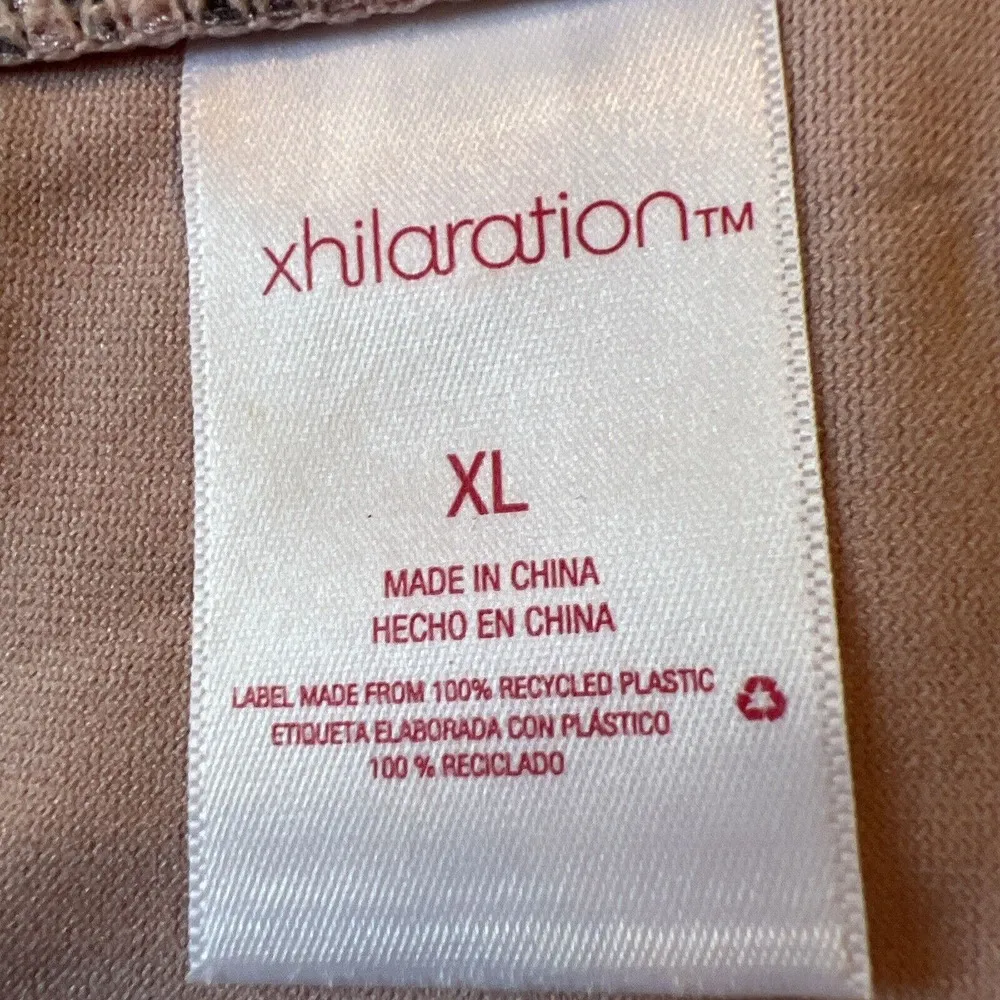 xhilaration™
XL
MADE IN CHINA
HECHO EN CHINA
LABEL MADE FROM 100% RECYCLED PLASTIC
ETIQUETA ELABORADA CON PLÁSTICO
100 % RECICLADO